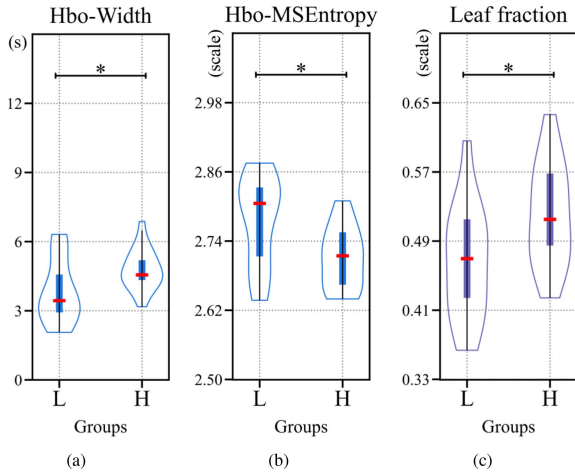 Hbo-Width Hbo-MSEntropy Leaf fraction
(s) (scale) (scale)
* * *
12 2.98 0.65
9 2.86 0.57
6 2.74 0.49
3 2.62 0.41
0 2.50 0.33
L H L H L H
Groups Groups Groups
(a) (b) (c)